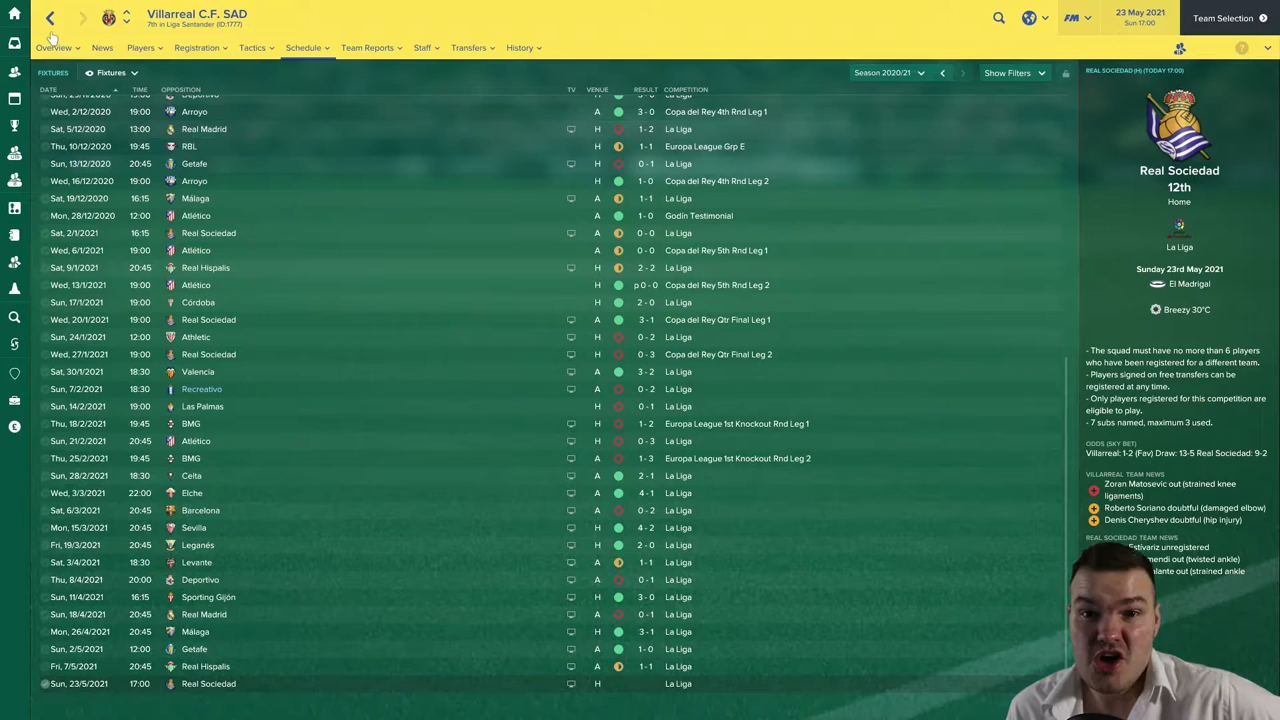 Villarreal C.F. SAD
7th in Liga Santander (ID:1777)
FM
23 May 2021
Sun 17:00
Team Selection
Overview News Players Registration Tactics Schedule Team Reports Staff Transfers History
FIXTURES Fixtures Season 2020/21 Show Filters
DATE TIME OPPOSITION TV VENUE RESULT COMPETITION
Wed, 2/12/2020 19:00 Arroyo A 3 - 0 Copa del Rey 4th Rnd Leg 1
Sat, 5/12/2020 13:00 Real Madrid H 1 - 2 La Liga
Thu, 10/12/2020 19:45 RBL H 1 - 1 Europa League Grp E
Sun, 13/12/2020 20:45 Getafe H 0 - 1 La Liga
Wed, 16/12/2020 19:00 Arroyo H 1 - 0 Copa del Rey 4th Rnd Leg 2
Sat, 19/12/2020 16:15 Málaga A 1 - 1 La Liga
Mon, 28/12/2020 12:00 Atlético A 1 - 0 Godín Testimonial
Sat, 2/1/2021 16:15 Real Sociedad A 0 - 0 La Liga
Wed, 6/1/2021 19:00 Atlético A 0 - 0 Copa del Rey 5th Rnd Leg 1
Sat, 9/1/2021 20:45 Real Hispalis H 2 - 2 La Liga
Wed, 13/1/2021 19:00 Atlético H p 0 - 0 Copa del Rey 5th Rnd Leg 2
Sun, 17/1/2021 19:00 Córdoba H 2 - 0 La Liga
Wed, 20/1/2021 19:00 Real Sociedad A 3 - 1 Copa del Rey Qtr Final Leg 1
Sun, 24/1/2021 12:00 Athletic H 0 - 2 La Liga
Wed, 27/1/2021 19:00 Real Sociedad H 0 - 3 Copa del Rey Qtr Final Leg 2
Sat, 30/1/2021 18:30 Valencia A 3 - 2 La Liga
Sun, 7/2/2021 18:30 Recreativo A 0 - 2 La Liga
Sun, 14/2/2021 19:00 Las Palmas H 0 - 1 La Liga
Thu, 18/2/2021 19:45 BMG H 1 - 2 Europa League 1st Knockout Rnd Leg 1
Sun, 21/2/2021 20:45 Atlético H 0 - 3 La Liga
Thu, 25/2/2021 19:45 BMG A 1 - 3 Europa League 1st Knockout Rnd Leg 2
Sun, 28/2/2021 18:30 Celta A 2 - 1 La Liga
Wed, 3/3/2021 22:00 Elche A 4 - 1 La Liga
Sat, 6/3/2021 20:45 Barcelona A 0 - 2 La Liga
Mon, 15/3/2021 20:45 Sevilla H 4 - 2 La Liga
Fri, 19/3/2021 20:45 Leganés H 2 - 0 La Liga
Sat, 3/4/2021 18:30 Levante A 1 - 1 La Liga
Thu, 8/4/2021 20:00 Deportivo A 0 - 1 La Liga
Sun, 11/4/2021 16:15 Sporting Gijón H 3 - 0 La Liga
Sun, 18/4/2021 20:45 Real Madrid A 0 - 1 La Liga
Mon, 26/4/2021 20:45 Málaga H 3 - 1 La Liga
Sun, 2/5/2021 12:00 Getafe A 1 - 0 La Liga
Fri, 7/5/2021 20:45 Real Hispalis A 1 - 1 La Liga
Sun, 23/5/2021 17:00 Real Sociedad H La Liga
REAL SOCIEDAD (H) (TODAY 17:00)
Real Sociedad
12th
Home
La Liga
Sunday 23rd May 2021
El Madrigal
Breezy 30°C
- The squad must have no more than 6 players
who have been registered for a different team.
- Players signed on free transfers can be
registered at any time.
- Only players registered for this competition are
eligible to play.
- 7 subs named, maximum 3 used.
ODDS (SKY BET)
Villarreal: 1-2 (Fav) Draw: 13-5 Real Sociedad: 9-2
VILLARREAL TEAM NEWS
Zoran Matosevic out (strained knee
ligaments)
Roberto Soriano doubtful (damaged elbow)
Denis Cheryshev doubtful (hip injury)
REAL SOCIEDAD TEAM NEWS
Estivariz unregistered
out (twisted ankle)
(strained ankle